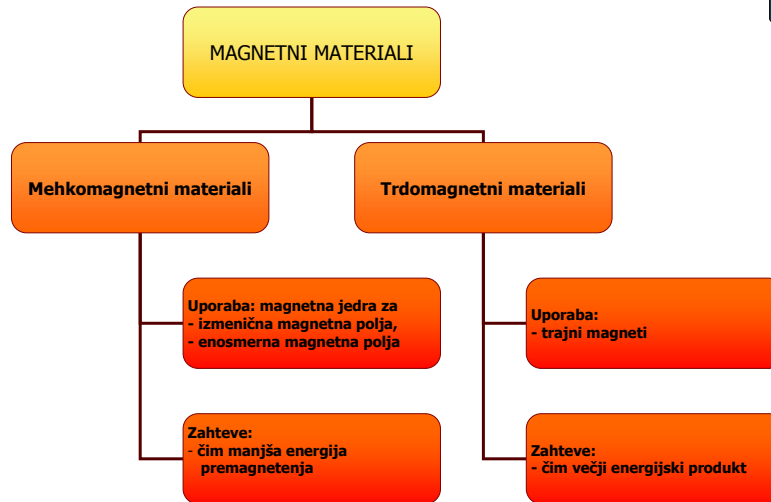 MAGNETNI MATERIALI
Mehkomagnetni materiali
Trdomagnetni materiali
Uporaba: magnetna jedra za
- izmenična magnetna polja,
- enosmerna magnetna polja
Uporaba:
- trajni magneti
Zahteve:
- čim manjša energija
premagnetenja
Zahteve:
- čim večji energijski produkt